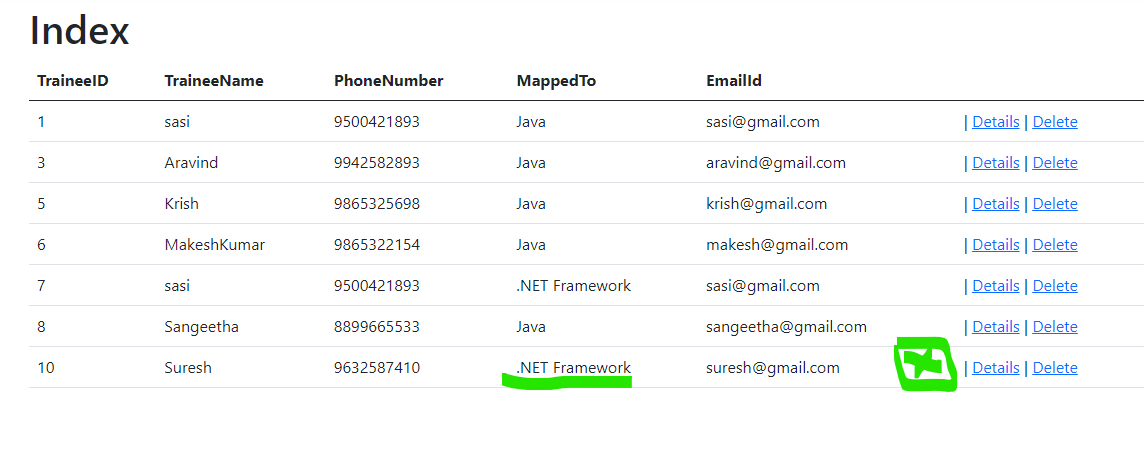 Index
TraineeID TraineeName PhoneNumber MappedTo EmailId
1 sasi 9500421893 Java sasi@gmail.com | Details | Delete
3 Aravind 9942582893 Java aravind@gmail.com | Details | Delete
5 Krish 9865325698 Java krish@gmail.com | Details | Delete
6 MakeshKumar 9865322154 Java makesh@gmail.com | Details | Delete
7 sasi 9500421893 .NET Framework sasi@gmail.com | Details | Delete
8 Sangeetha 8899665533 Java sangeetha@gmail.com | Details | Delete
10 Suresh 9632587410 .NET Framework suresh@gmail.com | Details | Delete